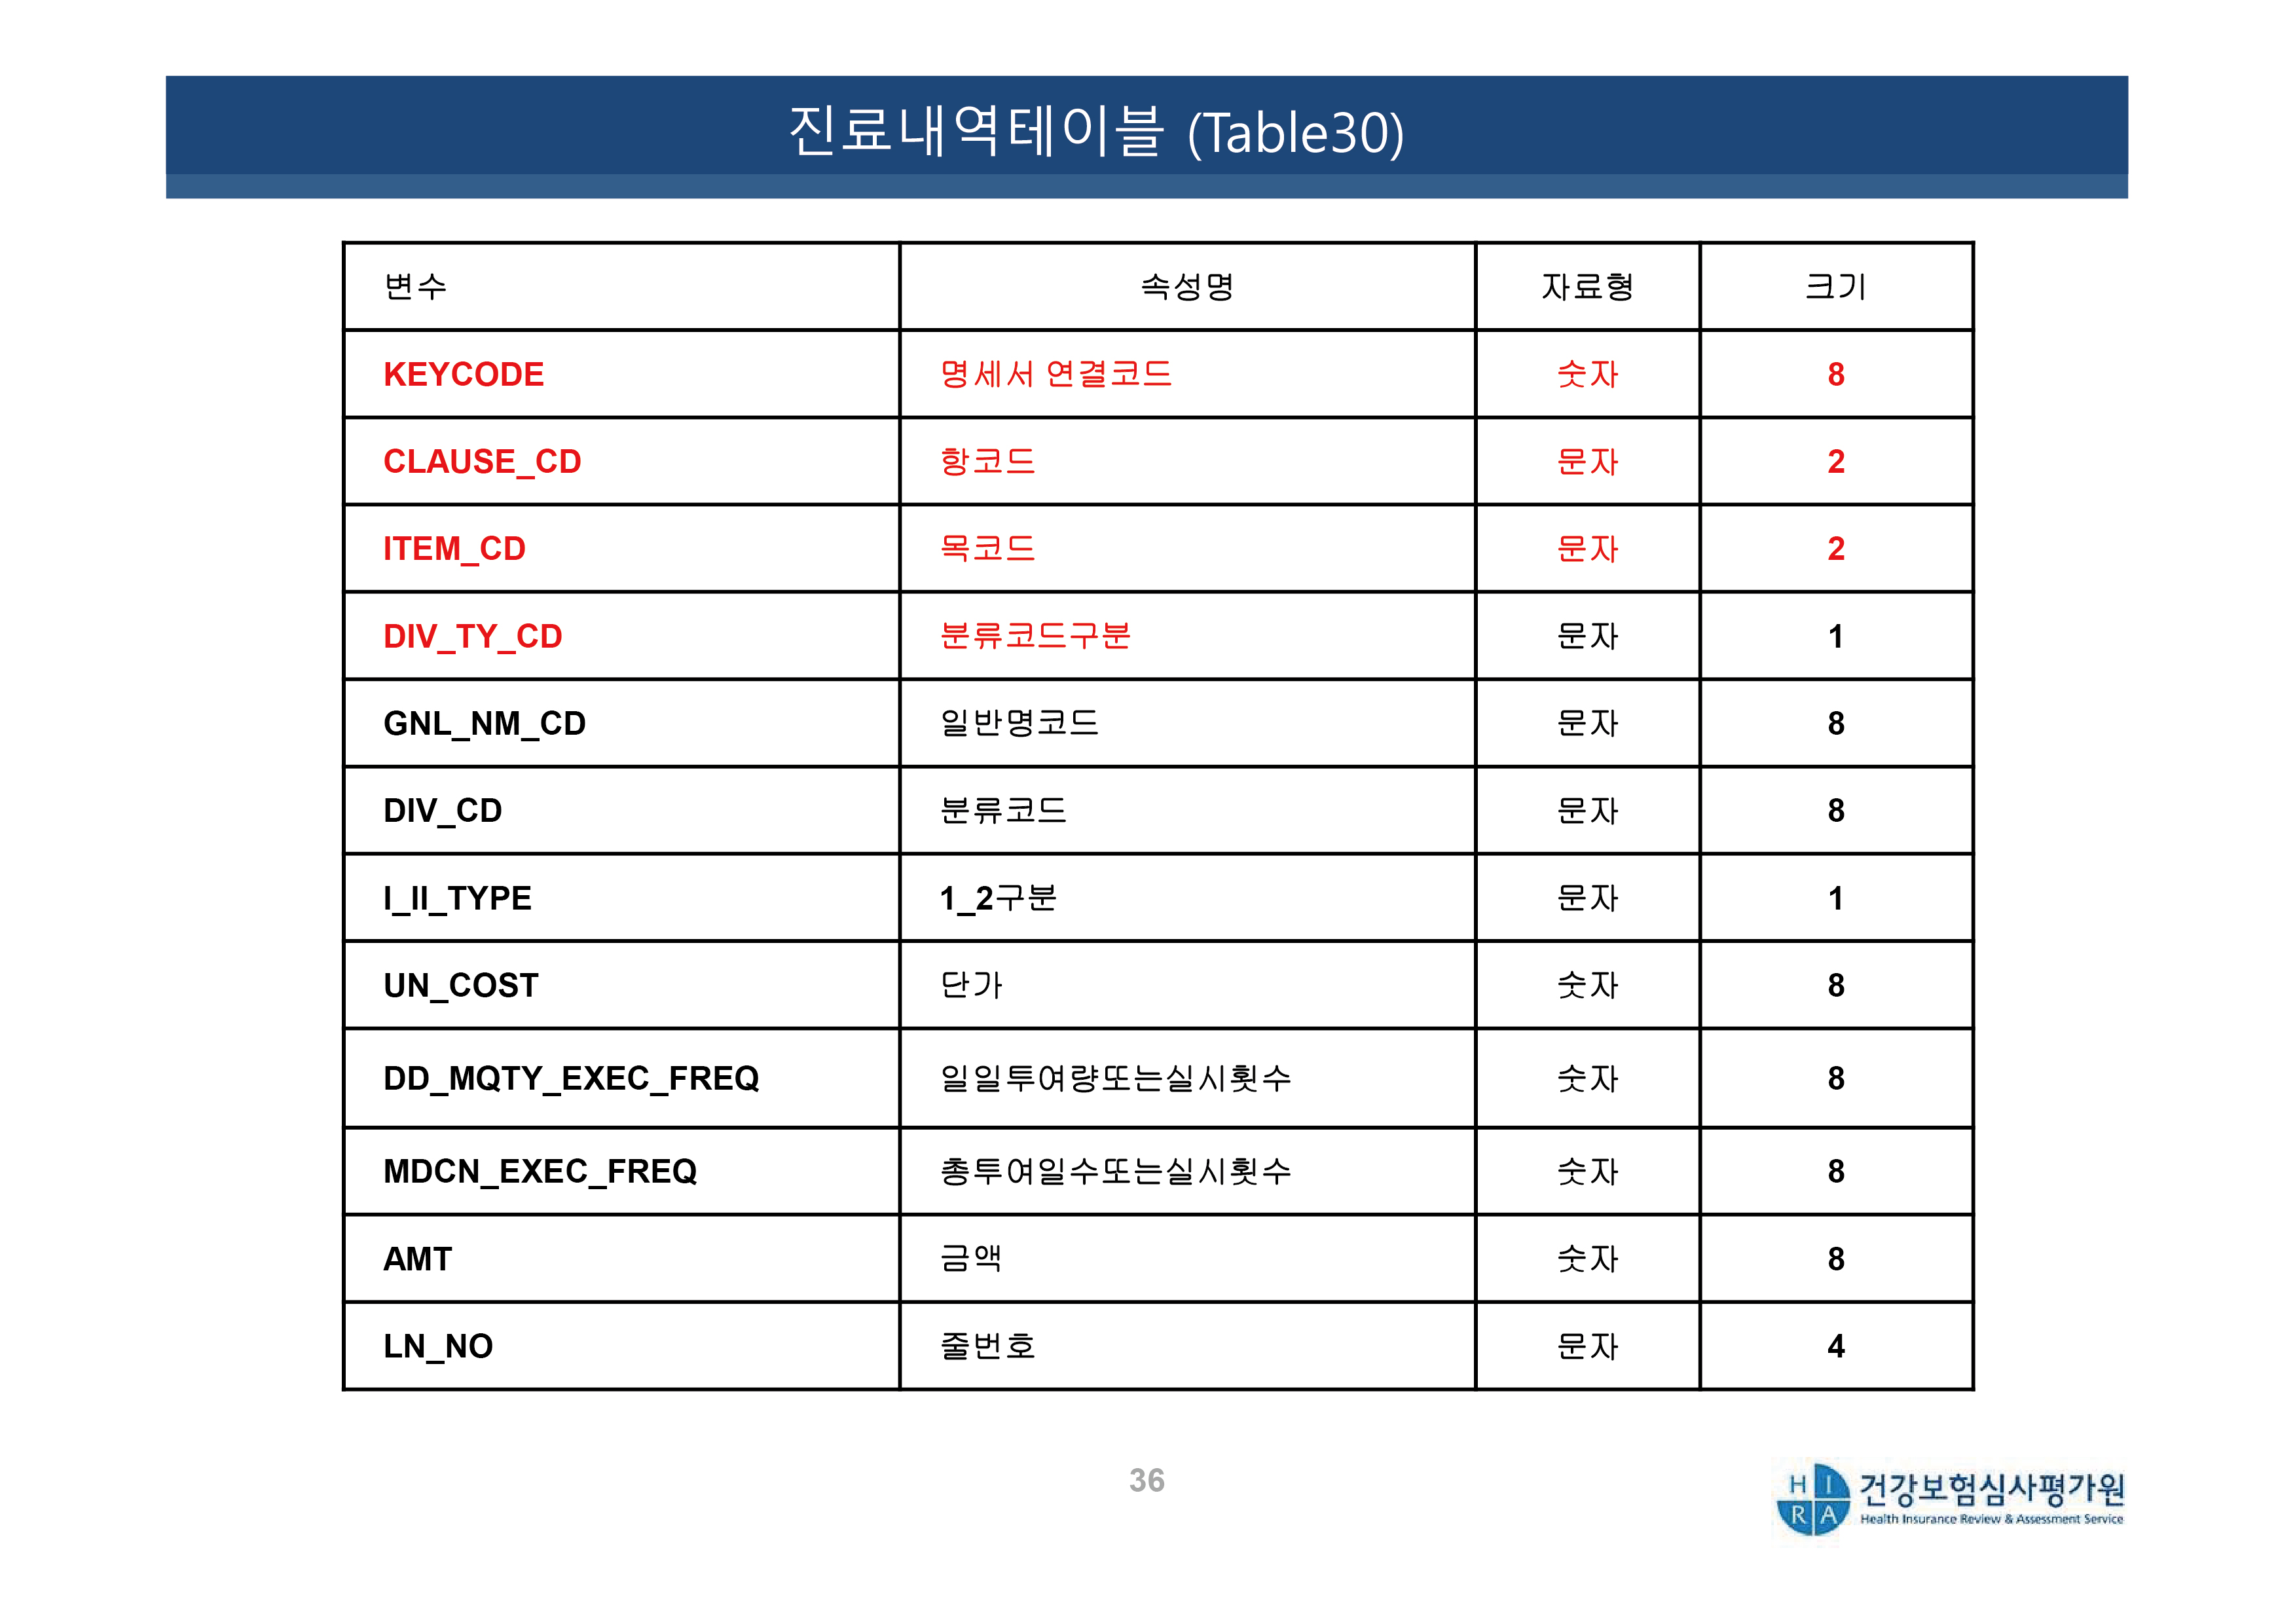 진료내역테이블 (Table30)
변수 속성명 자료형 크기
KEYCODE 명세서 연결코드 숫자 8
CLAUSE_CD 항코드 문자 2
ITEM_CD 목코드 문자 2
DIV_TY_CD 분류코드구분 문자 1
GNL_NM_CD 일반명코드 문자 8
DIV_CD 분류코드 문자 8
I_II_TYPE 1_2구분 문자 1
UN_COST 단가 숫자 8
DD_MQTY_EXEC_FREQ 일일투여량또는실시횟수 숫자 8
MDCN_EXEC_FREQ 총투여일수또는실시횟수 숫자 8
AMT 금액 숫자 8
LN_NO 줄번호 문자 4
36
HIRA 건강보험심사평가원
Health Insurance Review & Assessment Service